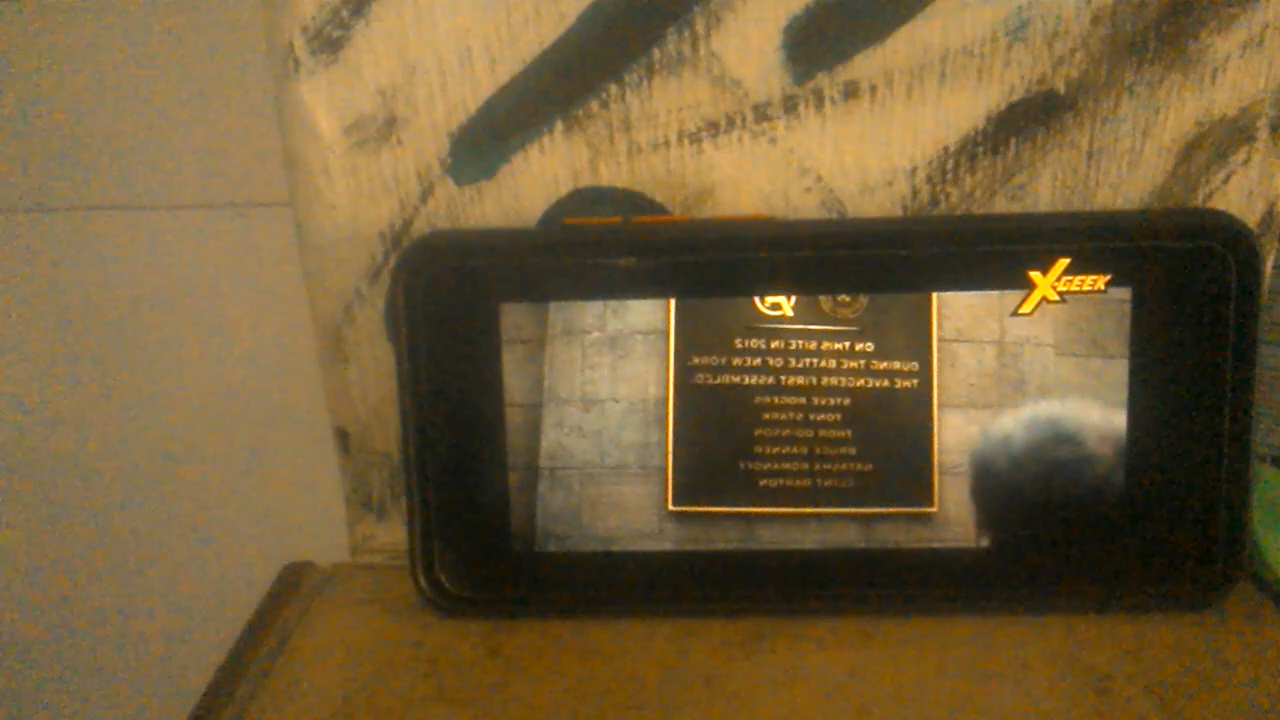 X-GEEK
ON THIS SITE IN 2012
DURING THE BATTLE OF NEW YORK,
THE AVENGERS FIRST ASSEMBLED.
STEVE ROGERS
TONY STARK
THOR ODINSON
BRUCE BANNER
NATASHA ROMANOFF
CLINT BARTON